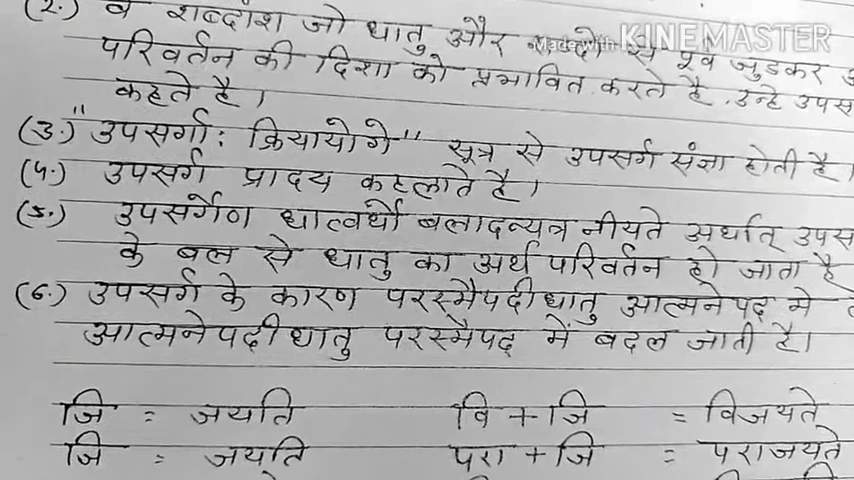 (2.) वे शब्दांश जो धातु और शब्दों से पूर्व जुडकर
Made with KINEMASTER
परिवर्तन की दिशा को प्रभावित करते है, उन्हे उपस
कहते है।
(3.) "उपसर्गाः क्रियायोगे" सूत्र से उपसर्ग संज्ञा होती है।
(4.) उपसर्ग प्रादय कहलाते है।
(5.) उपसर्गेण धात्वर्थो बलादन्यत्र नीयते अर्थात् उपस
के बल से धातु का अर्थ परिवर्तन हो जाता है
(6.) उपसर्ग के कारण परस्मैपदी धातु आत्मनेपद मे
आत्मनेपदी धातु परस्मैपद में बदल जाती है।
जि = जयति वि + जि = विजयते
जि = जयति परा + जि = पराजयते